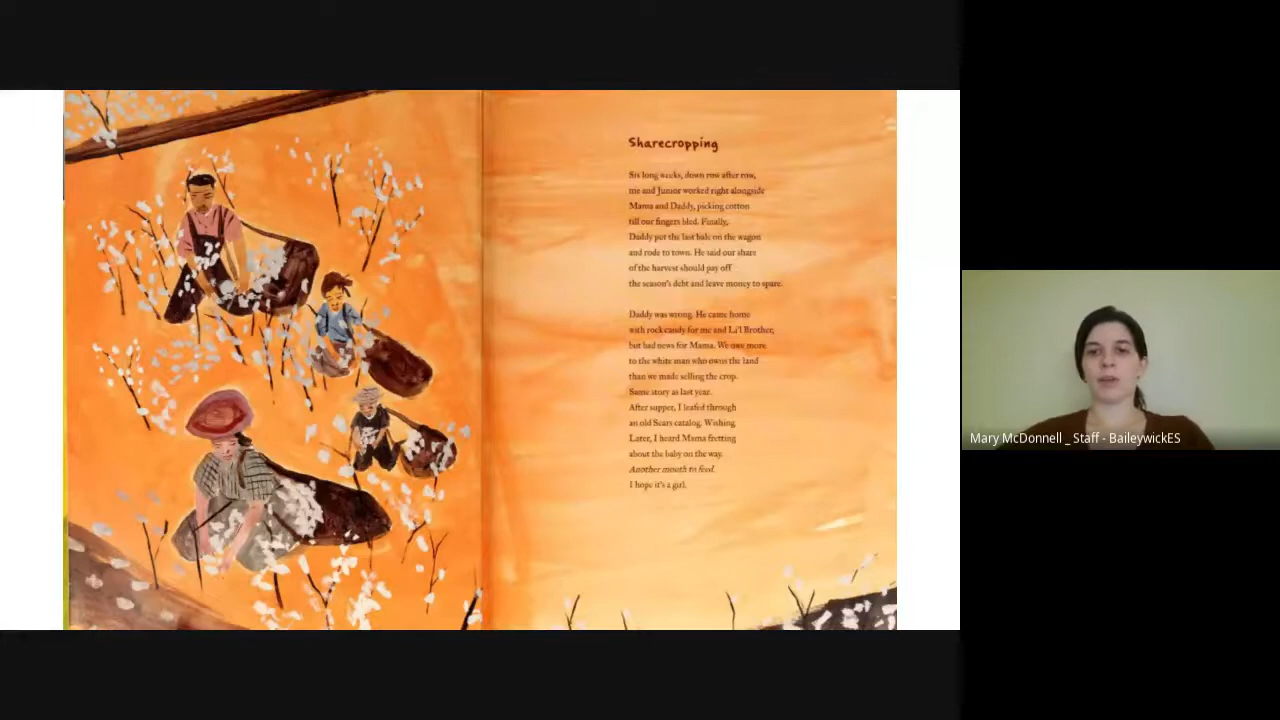 Sharecropping
Six long weeks, down row after row,
me and Junior worked right alongside
Mama and Daddy, picking cotton
till our fingers bled. Finally,
Daddy put the last bale on the wagon
and rode to town. He said our share
of the harvest should pay off
the season's debt and leave money to spare.
Daddy was wrong. He came home
with rock candy for me and Li'l Brother,
but bad news for Mama. We owe more
to the white man who owns the land
than we made selling the crop.
Same story as last year.
After supper, I leafed through
an old Sears catalog. Wishing.
Later, I heard Mama fretting
about the baby on the way.
Another mouth to feed.
I hope it's a girl.
Mary McDonnell _ Staff - BaileywickES